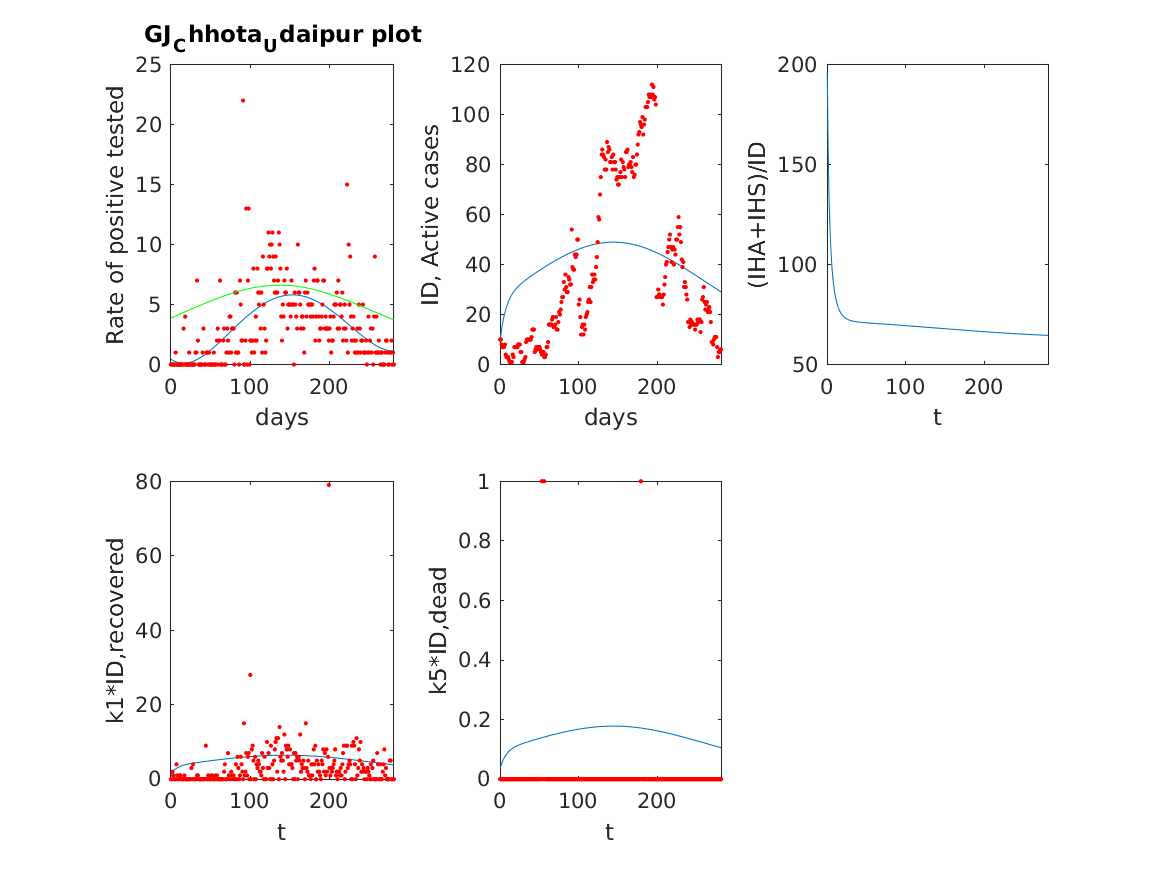 GJChhotaUdaipur plot
Rate of positive tested
25
20
15
10
5
0
0 100 200
days
ID, Active cases
120
100
80
60
40
20
0
0 100 200
days
(IHA+IHS)/ID
200
150
100
50
0 100 200
t
k1*ID,recovered
80
60
40
20
0
0 100 200
t
k5*ID,dead
1
0.8
0.6
0.4
0.2
0
0 100 200
t